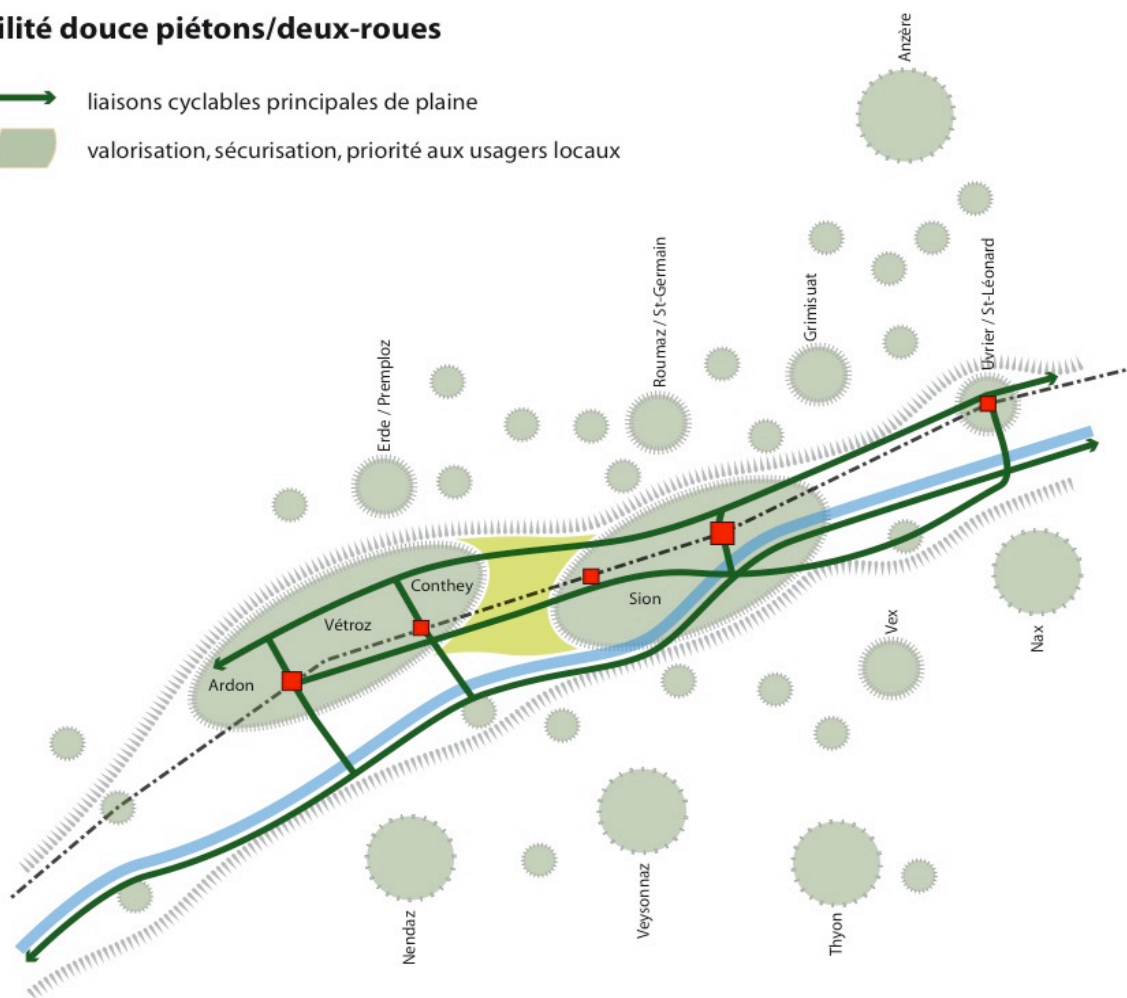 ilité douce piétons/deux-roues
liaisons cyclables principales de plaine
valorisation, sécurisation, priorité aux usagers locaux
Anzère
Roumaz / St-Germain
Grimisuat
Uvrier / St-Léonard
Erde / Premploz
Conthey
Vétroz
Sion
Ardon
Vex
Nax
Nendaz
Veysonnaz
Thyon